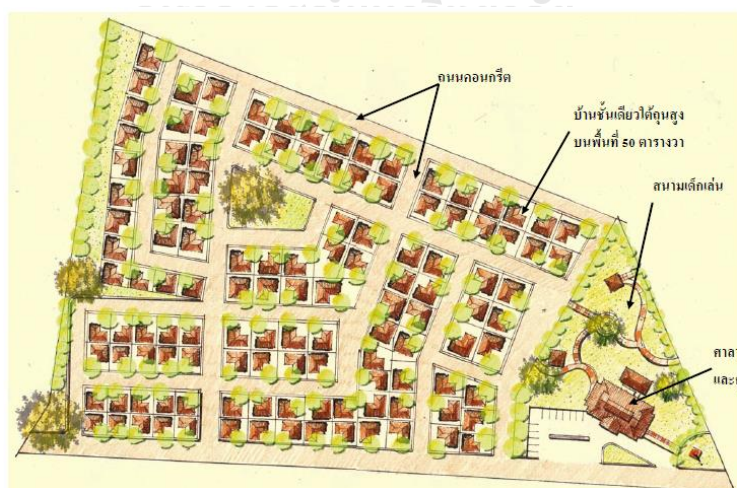 ถนนคอนกรีต
บ้านชั้นเดียวใต้ถุนสูง
บนพื้นที่ 50 ตารางวา
สนามเด็กเล่น